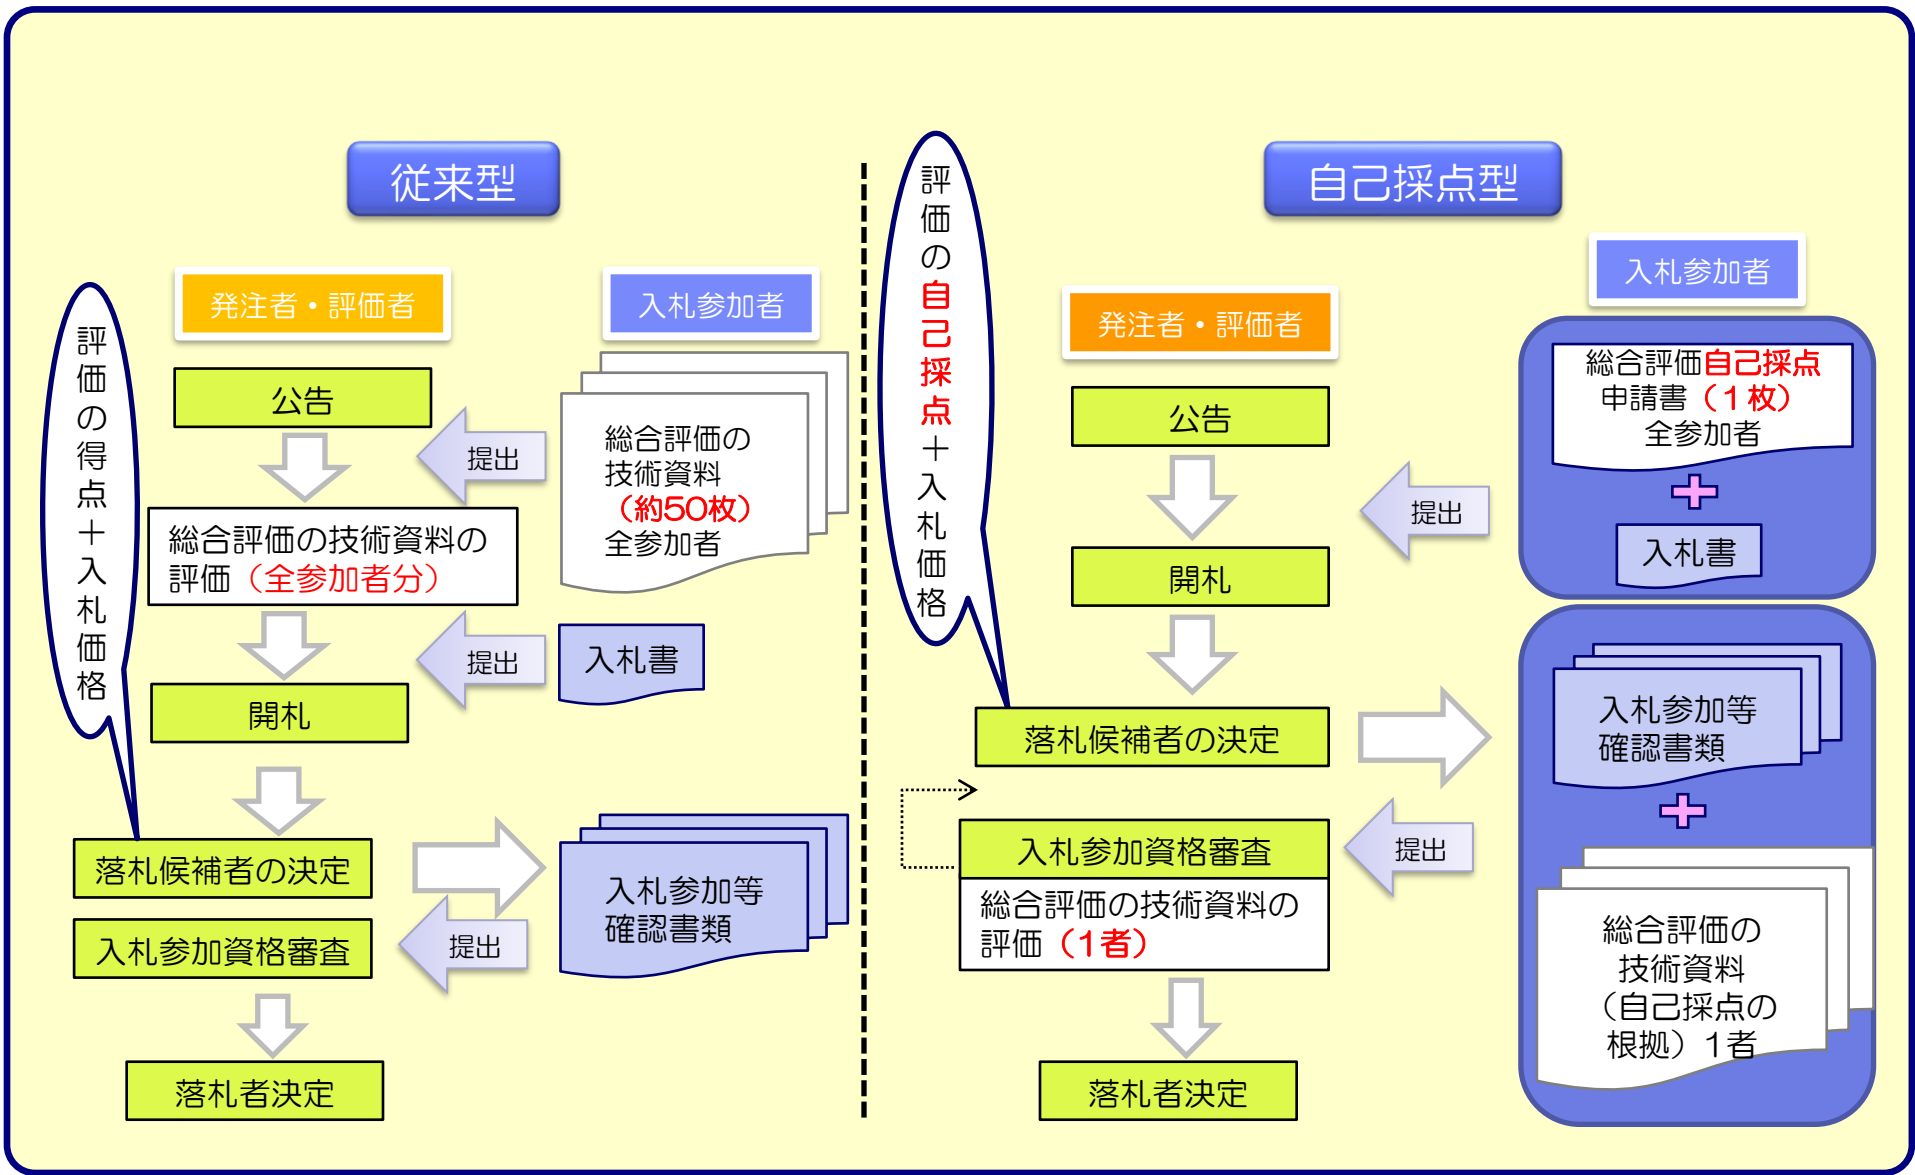 従来型
発注者・評価者
入札参加者
評価の得点＋入札価格
公告
提出
総合評価の
技術資料
（約50枚）
全参加者
総合評価の技術資料の
評価（全参加者分）
提出
入札書
開札
落札候補者の決定
入札参加等
確認書類
提出
入札参加資格審査
落札者決定
自己採点型
評価の自己採点＋入札価格
発注者・評価者
入札参加者
公告
総合評価自己採点
申請書（１枚）
全参加者
提出
入札書
開札
落札候補者の決定
入札参加等
確認書類
提出
入札参加資格審査
総合評価の技術資料の
評価（1者）
総合評価の
技術資料
（自己採点の
根拠）1者
落札者決定